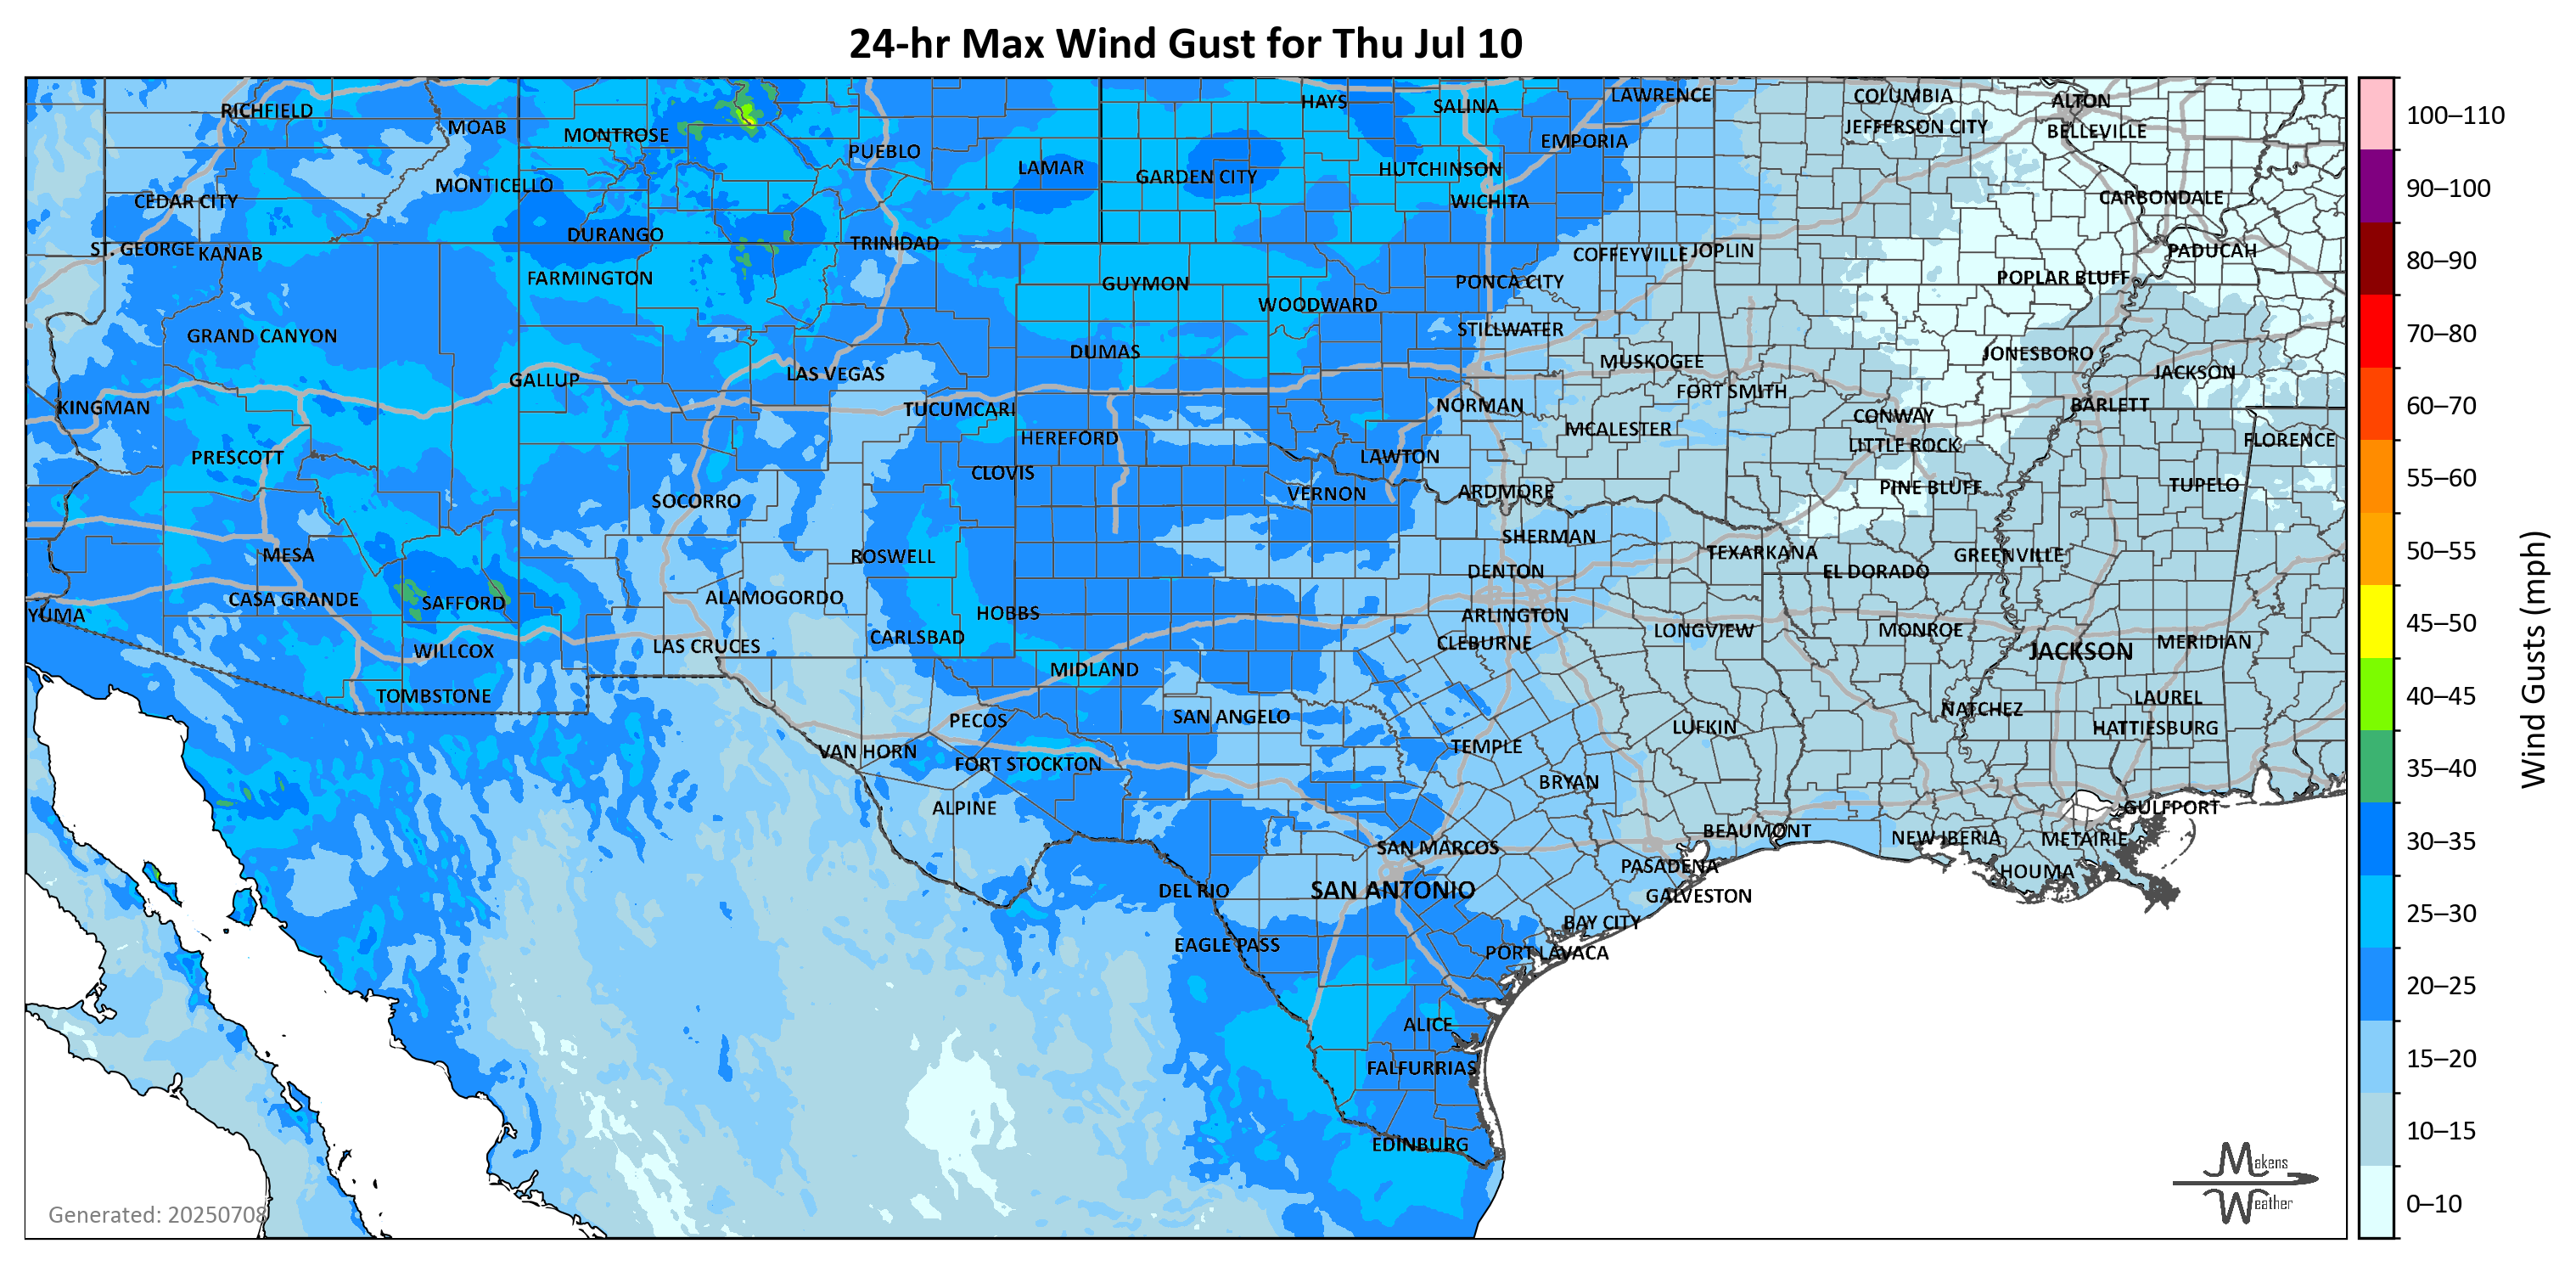 24-hr Max Wind Gust for Thu Jul 10
RICHFIELD
MOAB
MONTROSE
PUEBLO
LAMAR
HAYS
SALINA
LAWRENCE
COLUMBIA
ALTON
JEFFERSON CITY
BELLEVILLE
EMPORIA
HUTCHINSON
GARDEN CITY
MONTICELLO
CEDAR CITY
WICHITA
CARBONDALE
DURANGO
TRINIDAD
ST. GEORGE
KANAB
COFFEYVILLE
JOPLIN
PADUCAH
FARMINGTON
GUYMON
PONCA CITY
POPLAR BLUFF
WOODWARD
GRAND CANYON
STILLWATER
DUMAS
MUSKOGEE
JONESBORO
GALLUP
LAS VEGAS
FORT SMITH
JACKSON
KINGMAN
TUCUMCARI
NORMAN
CONWAY
BARLETT
HEREFORD
MCALESTER
LITTLE ROCK
FLORENCE
PRESCOTT
CLOVIS
LAWTON
SOCORRO
VERNON
ARDMORE
PINE BLUFF
TUPELO
MESA
ROSWELL
SHERMAN
TEXARKANA
GREENVILLE
DENTON
EL DORADO
CASA GRANDE
SAFFORD
ALAMOGORDO
YUMA
HOBBS
ARLINGTON
CARLSBAD
CLEBURNE
LONGVIEW
MONROE
MERIDIAN
WILLCOX
LAS CRUCES
JACKSON
MIDLAND
TOMBSTONE
LAUREL
PECOS
SAN ANGELO
NATCHEZ
LUFKIN
HATTIESBURG
VAN HORN
TEMPLE
FORT STOCKTON
BRYAN
ALPINE
GULFPORT
BEAUMONT
NEW IBERIA
METAIRIE
SAN MARCOS
PASADENA
HOUMA
DEL RIO
SAN ANTONIO
GALVESTON
BAY CITY
EAGLE PASS
PORT LAVACA
ALICE
FALFURRIAS
EDINBURG
Generated: 20250708
Makens
Weather
100–110
90–100
80–90
70–80
60–70
55–60
50–55
45–50
40–45
35–40
30–35
25–30
20–25
15–20
10–15
0–10
Wind Gusts (mph)